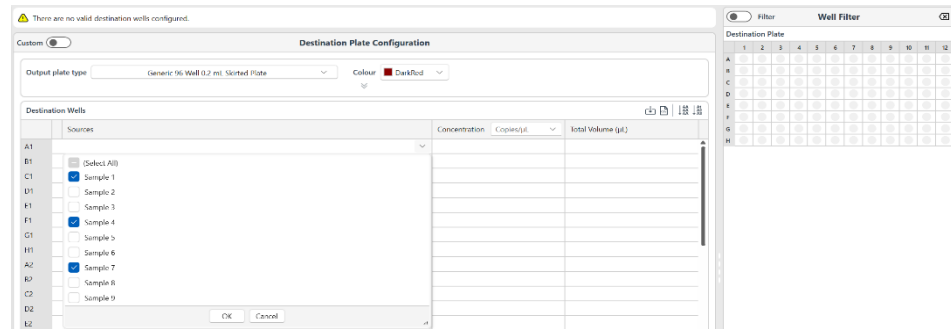 There are no valid destination wells configured.
Custom
Destination Plate Configuration
Output plate type
Generic 96 Well 0.2 mL Skirted Plate
Colour
DarkRed
Destination Wells
Sources
Concentration
Copies/µL
Total Volume (µL)
A1
B1
(Select All)
C1
Sample 1
D1
Sample 2
E1
Sample 3
F1
Sample 4
G1
Sample 5
H1
Sample 6
A2
Sample 7
B2
Sample 8
C2
Sample 9
D2
OK
Cancel
E2
Filter
Well Filter
Destination Plate
1 2 3 4 5 6 7 8 9 10 11 12
A
B
C
D
E
F
G
H